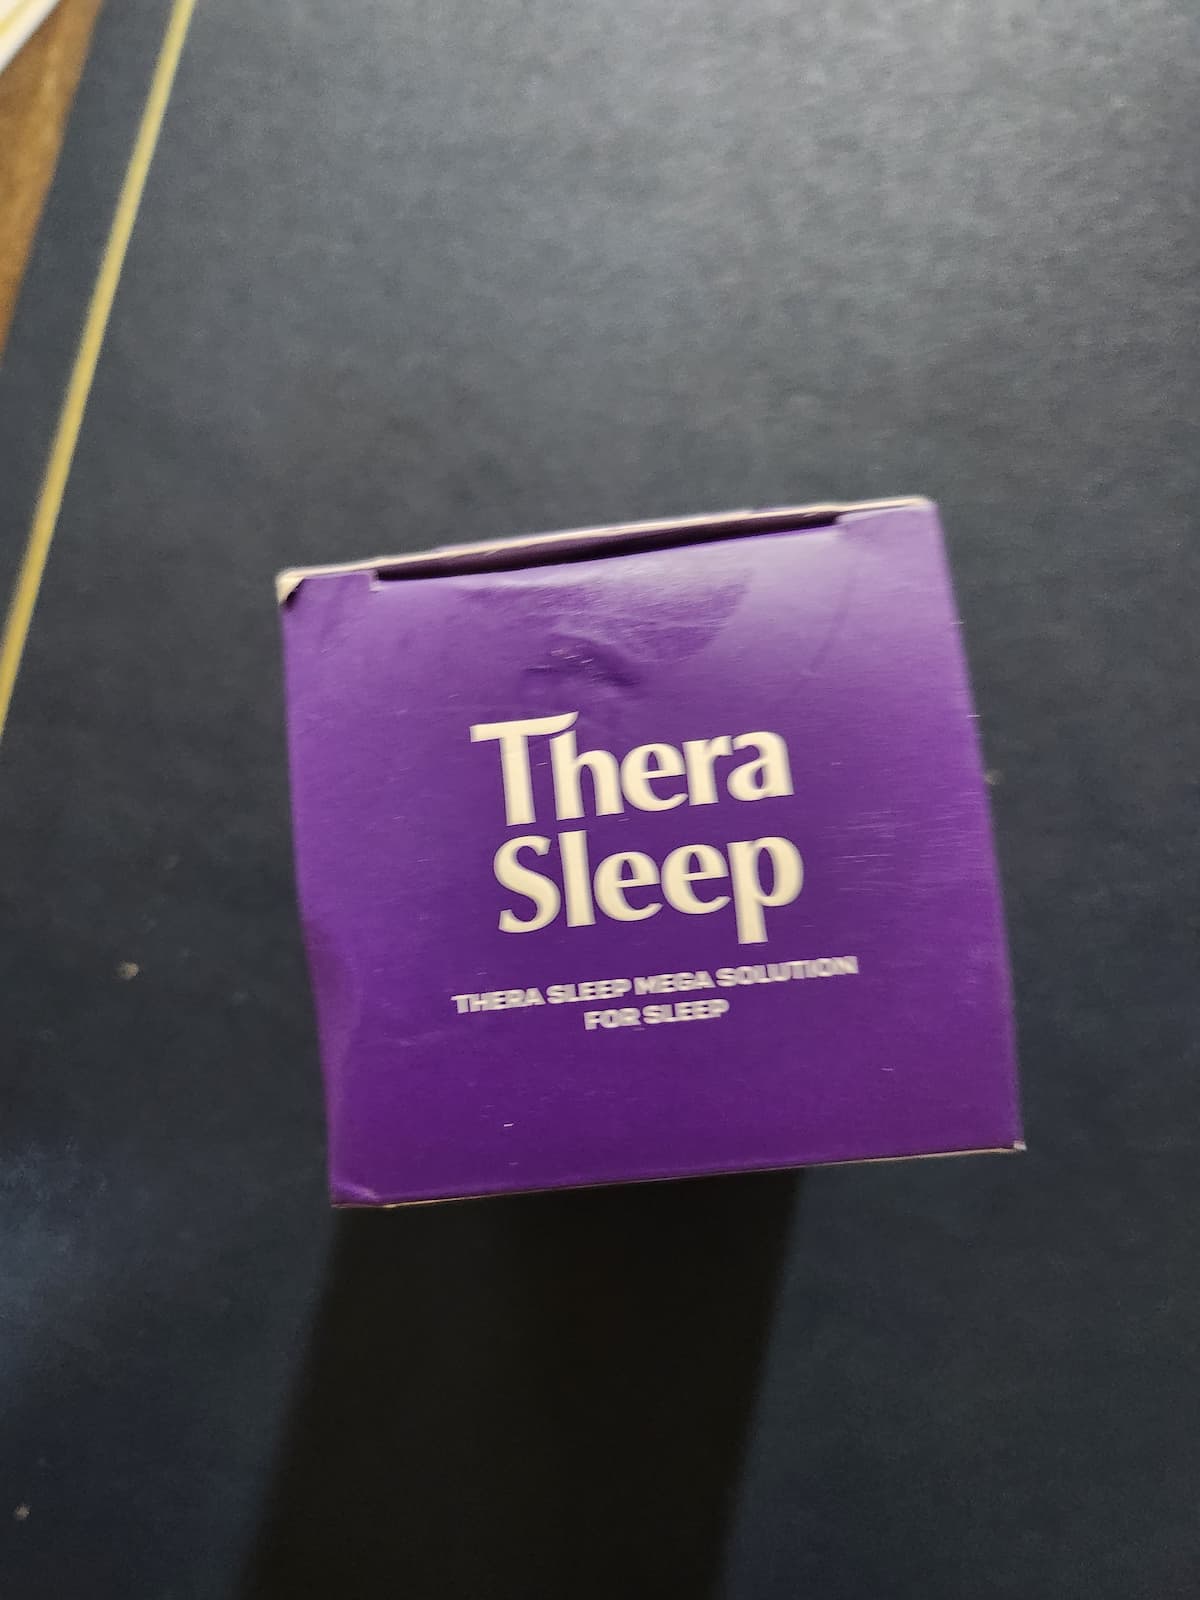 Thera
Sleep
THERA SLEEP MEGA SOLUTION
FOR SLEEP